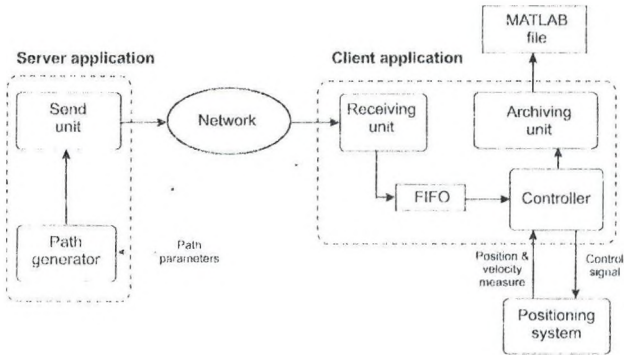 MATLAB
file
Server application
Client application
Send
unit
Network
Receiving
unit
Archiving
unit
FIFO
Controller
Path
generator
Path
parameters
Position &
velocity
measure
Control
signal
Positioning
system